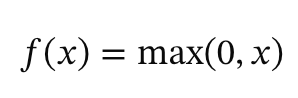 f(x) = max(0, x)